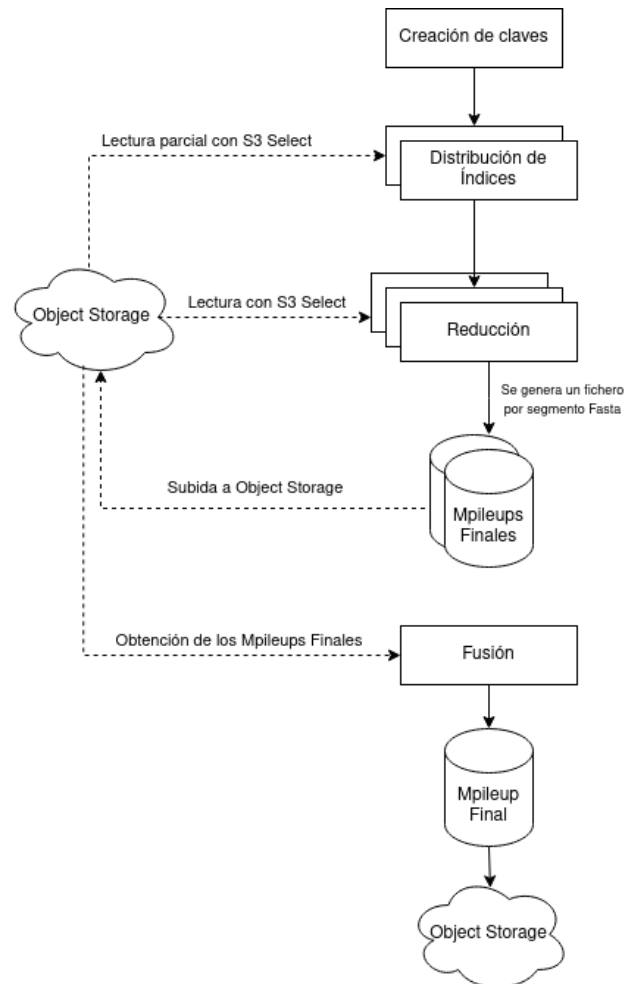 Creación de claves
Lectura parcial con S3 Select
Distribución de
Índices
Object Storage
Lectura con S3 Select
Reducción
Se genera un fichero
por segmento Fasta
Subida a Object Storage
Mpileups
Finales
Obtención de los Mpileups Finales
Fusión
Mpileup
Final
Object Storage